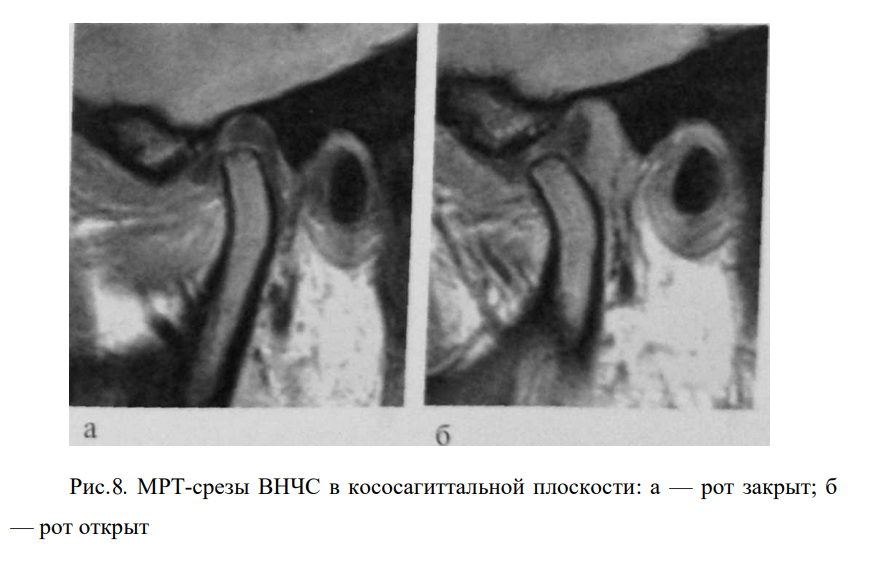 а
б
Рис.8. МРТ-срезы ВНЧС в кососагиттальной плоскости: а — рот закрыт; б
— рот открыт